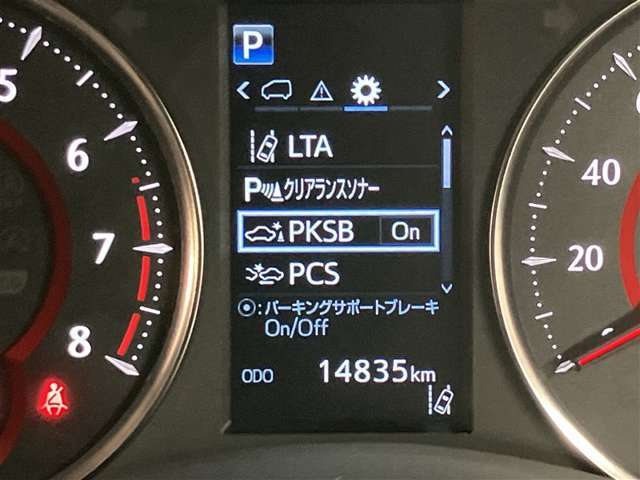 P
LTA
Pクリアランスソナー
PKSB On
PCS
:パーキングサポートブレーキ
On/Off
ODO 14835km
5
6
7
8
40
20